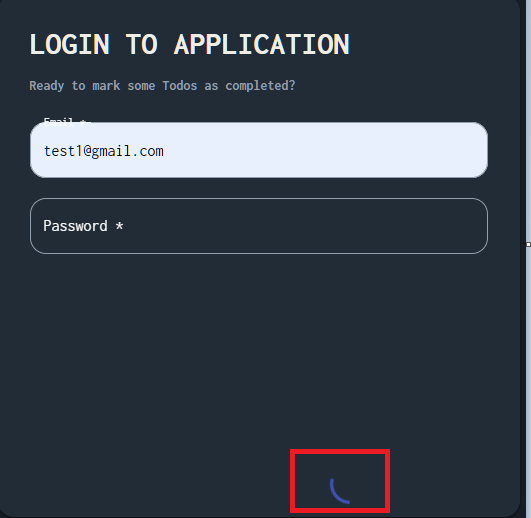 LOGIN TO APPLICATION
Ready to mark some Todos as completed?
Email *
test1@gmail.com
Password *